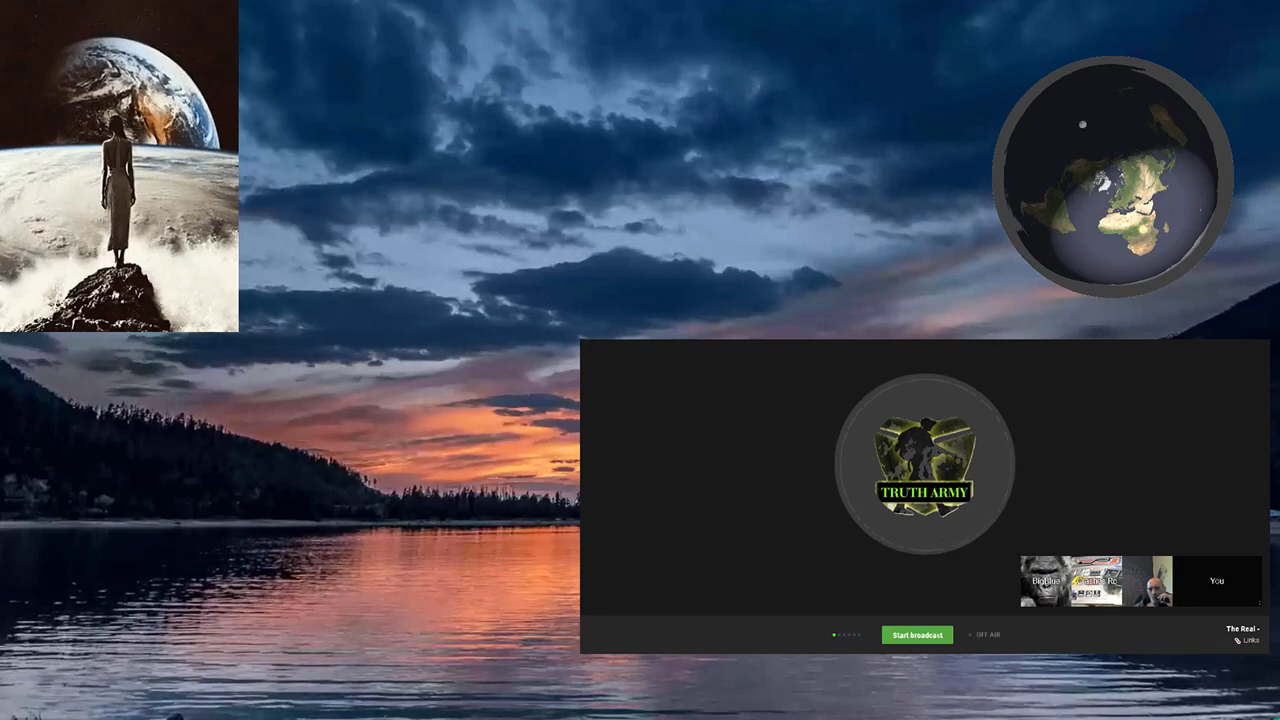 TRUTH ARMY
BigBlue
You
Start broadcast
OFF AIR
The Real -
Links